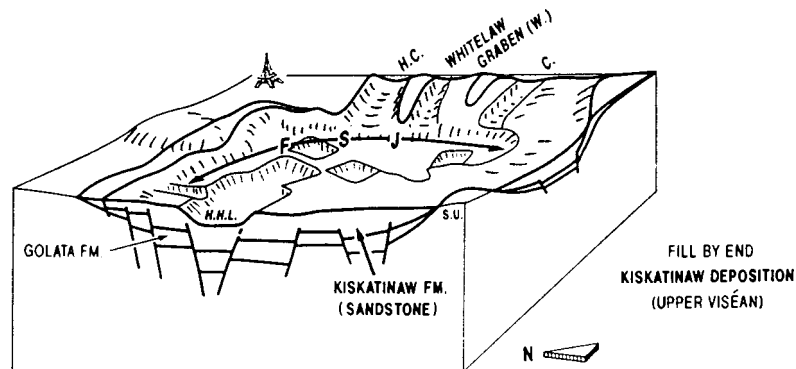 H.C.
WHITELAW
GRABEN (W.)
C.
F S J
H.H.L.
S.U.
GOLATA FM.
KISKATINAW FM.
(SANDSTONE)
FILL BY END
KISKATINAW DEPOSITION
(UPPER VISÉAN)
N